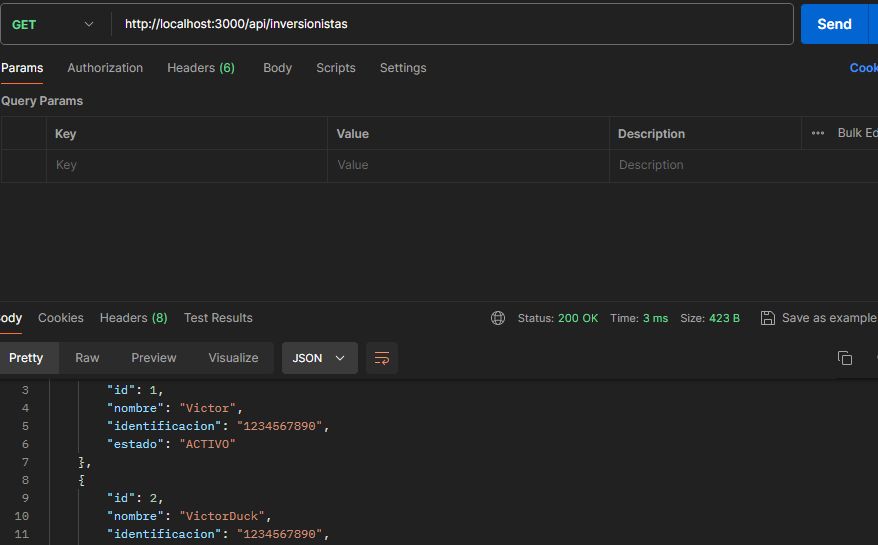 GET http://localhost:3000/api/inversionistas Send
Params Authorization Headers (6) Body Scripts Settings Cook
Query Params
Key Value Description ••• Bulk Ed
Key Value Description
ody Cookies Headers (8) Test Results Status: 200 OK Time: 3 ms Size: 423 B Save as example
Pretty Raw Preview Visualize JSON
3 "id": 1,
4 "nombre": "Victor",
5 "identificacion": "1234567890",
6 "estado": "ACTIVO"
7 },
8 {
9 "id": 2,
10 "nombre": "VictorDuck",
11 "identificacion": "1234567890",